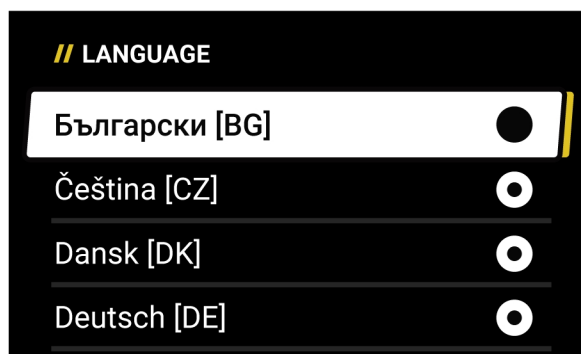 // LANGUAGE
Български [BG]
Čeština [CZ]
Dansk [DK]
Deutsch [DE]